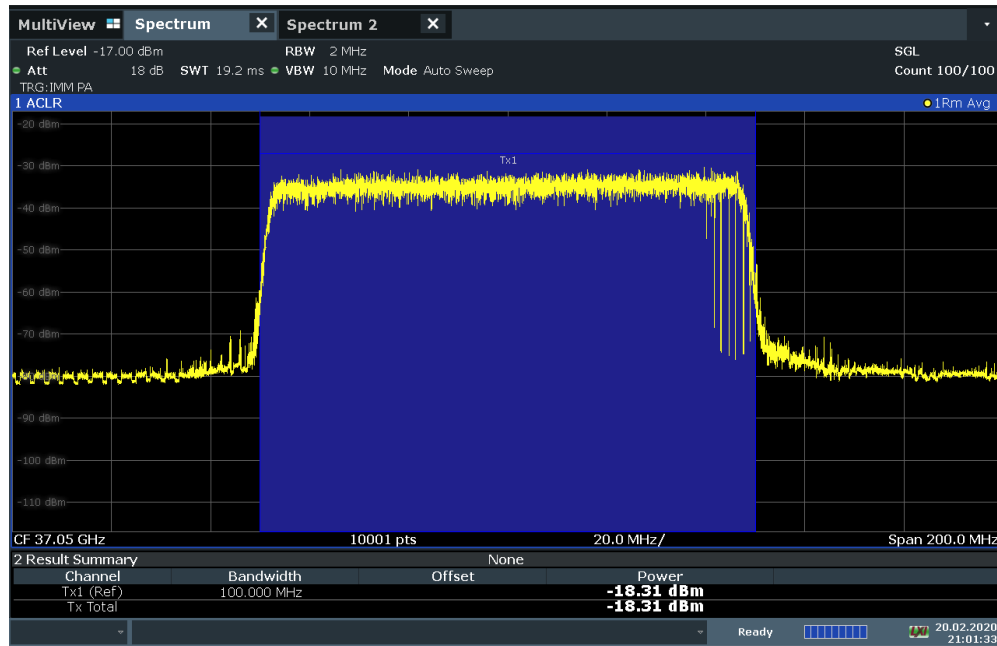 MultiView Spectrum X Spectrum 2 X
Ref Level -17.00 dBm RBW 2 MHz SGL
Att 18 dB SWT 19.2 ms VBW 10 MHz Mode Auto Sweep Count 100/100
TRG:IMM PA
1 ACLR 1Rm Avg
-20 dBm
Tx1
-30 dBm
-40 dBm
-50 dBm
-60 dBm
-70 dBm
-90 dBm
-100 dBm
-110 dBm
CF 37.05 GHz 10001 pts 20.0 MHz/ Span 200.0 MHz
2 Result Summary None
Channel Bandwidth Offset Power
Tx1 (Ref) 100.000 MHz -18.31 dBm
Tx Total -18.31 dBm
Ready LXI 20.02.2020
21:01:33